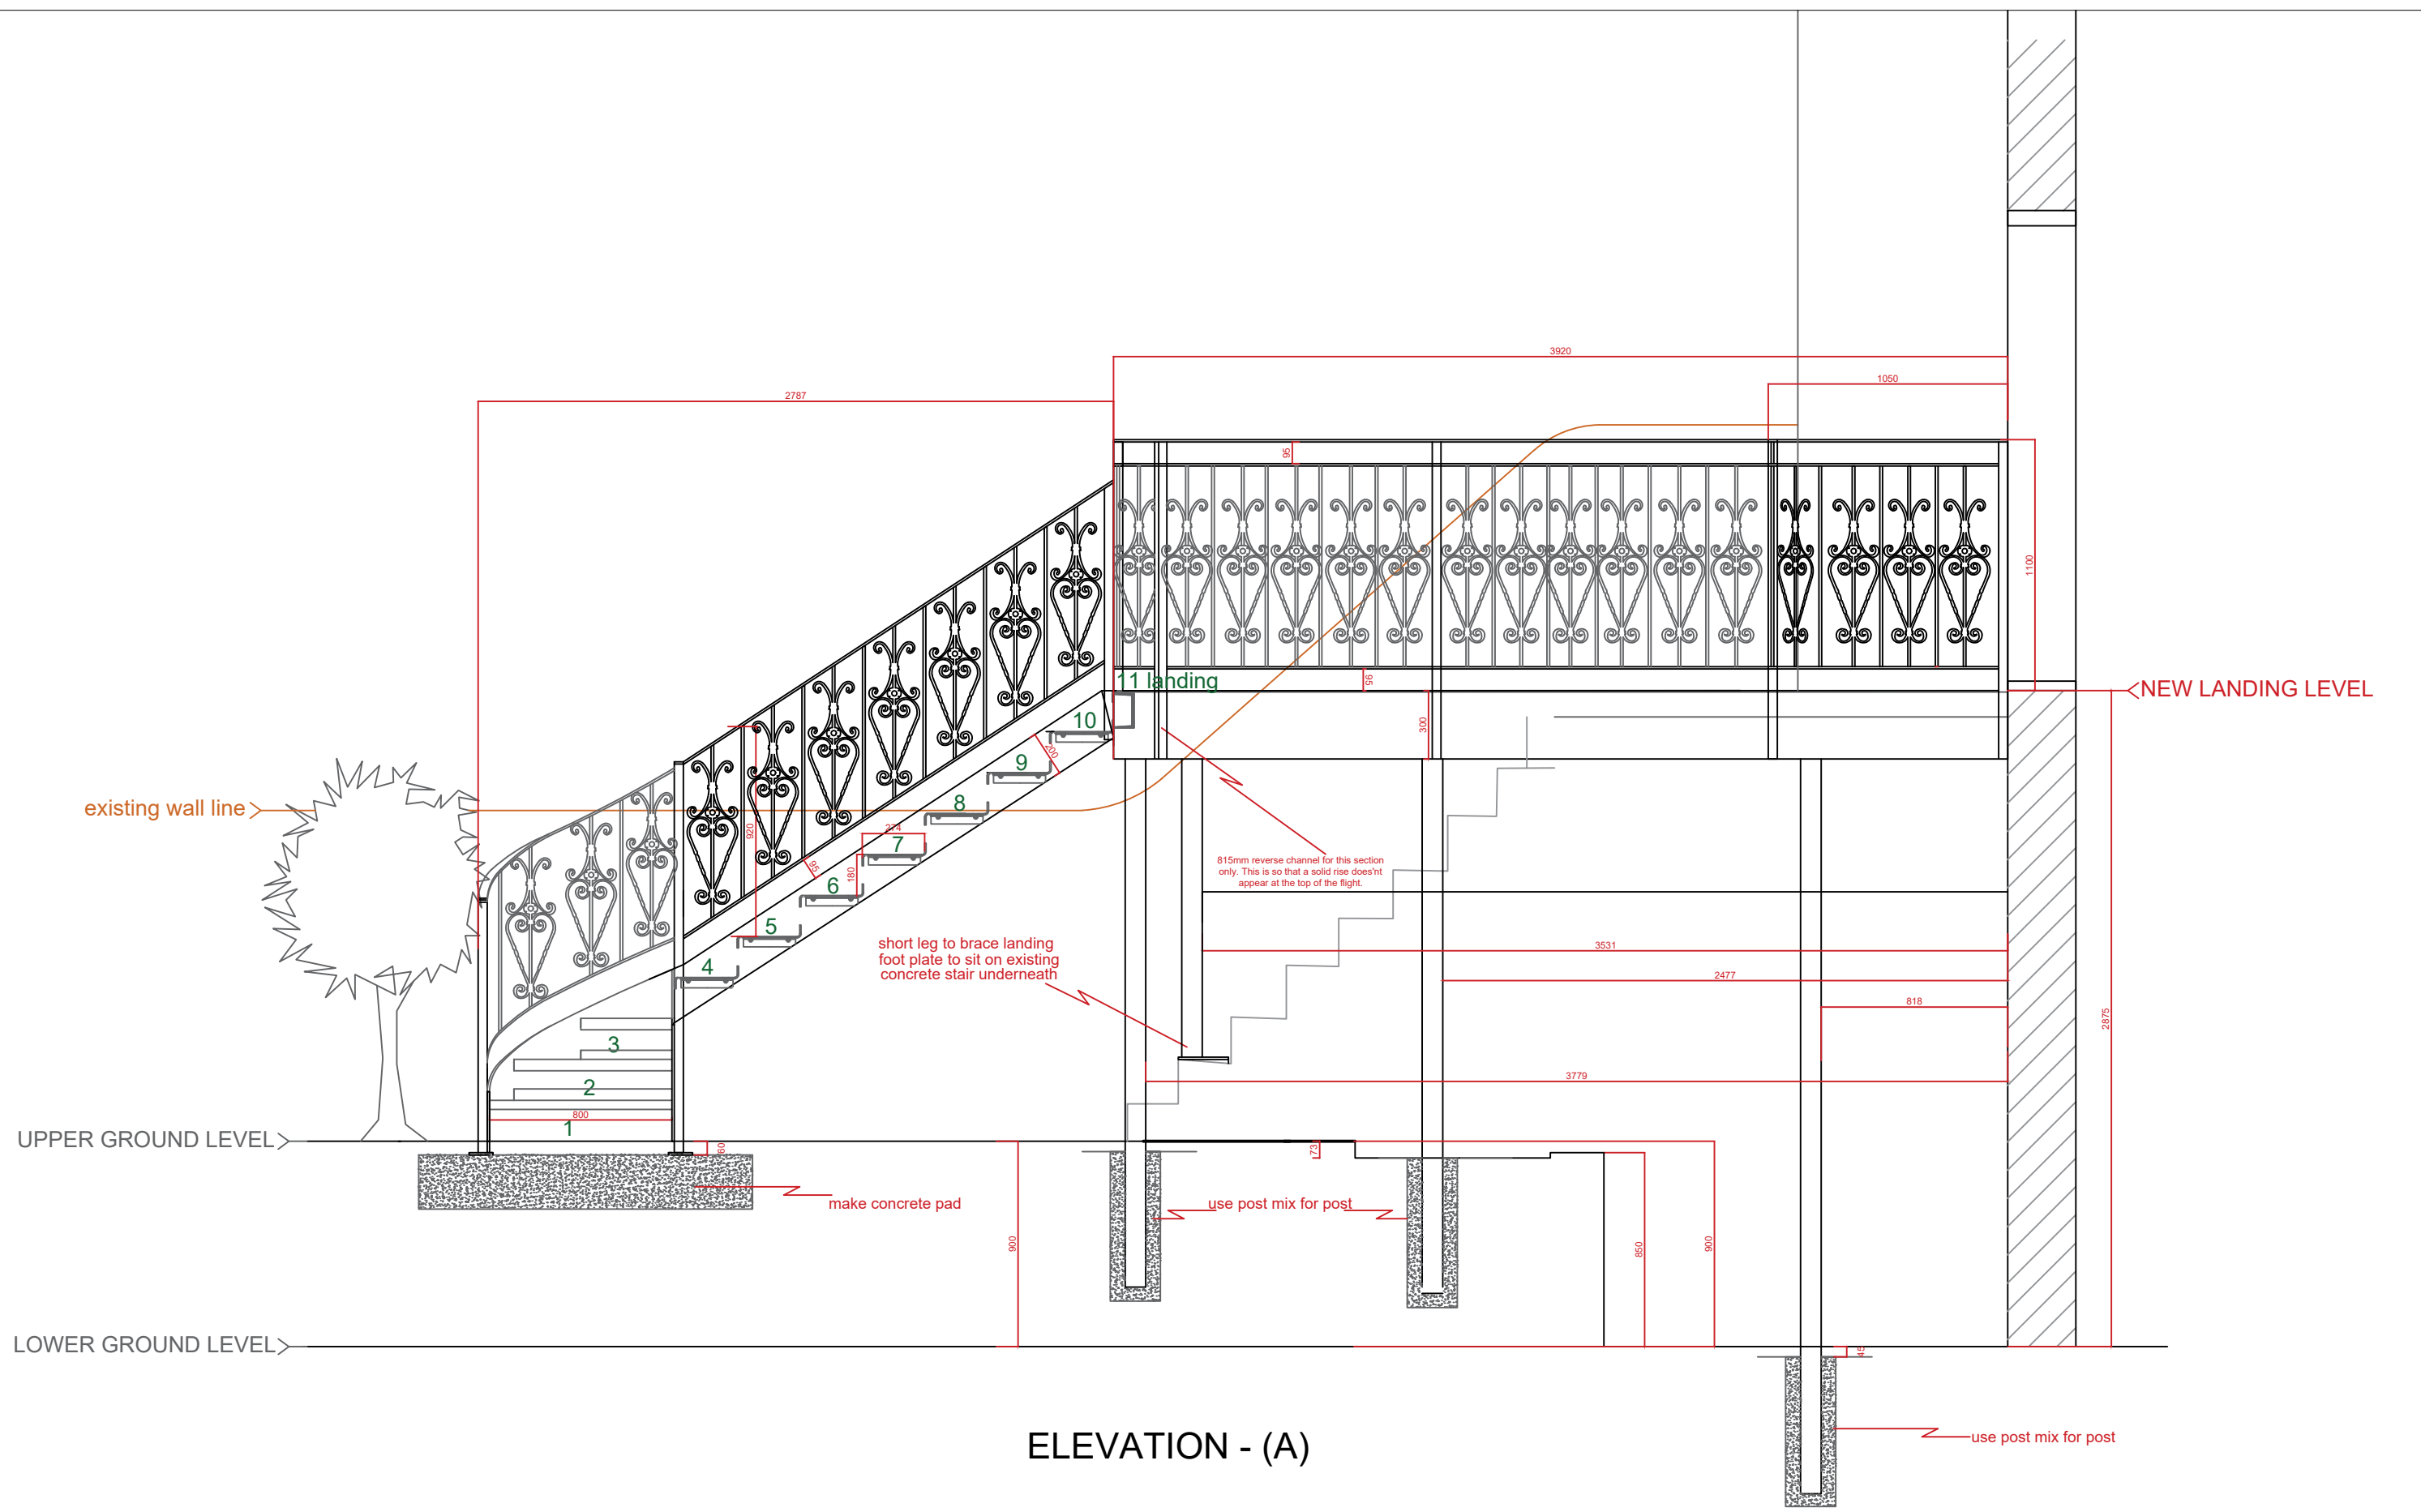 3920
1050
2787
95
1100
11 landing
95
NEW LANDING LEVEL
10
300
200
9
existing wall line
8
274
920
7
95
180
6
815mm reverse channel for this section
only. This is so that a solid rise does'nt
appear at the top of the flight.
5
short leg to brace landing
foot plate to sit on existing
concrete stair underneath
3531
4
2477
818
2875
3
3779
2
800
1
UPPER GROUND LEVEL
60
73
make concrete pad
use post mix for post
900
850
900
LOWER GROUND LEVEL
45
ELEVATION - (A)
use post mix for post